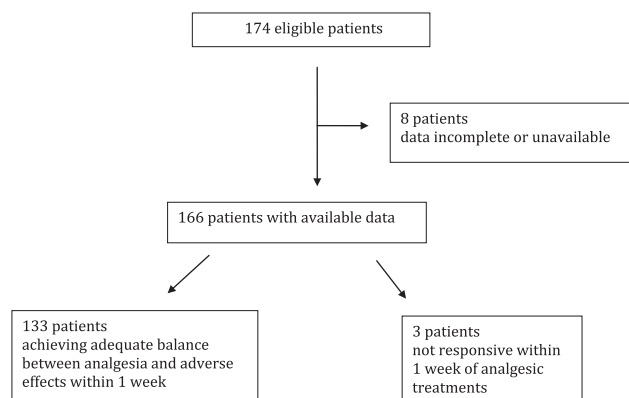 174 eligible patients
8 patients
data incomplete or unavailable
166 patients with available data
133 patients
achieving adequate balance
between analgesia and adverse
effects within 1 week
3 patients
not responsive within
1 week of analgesic
treatments